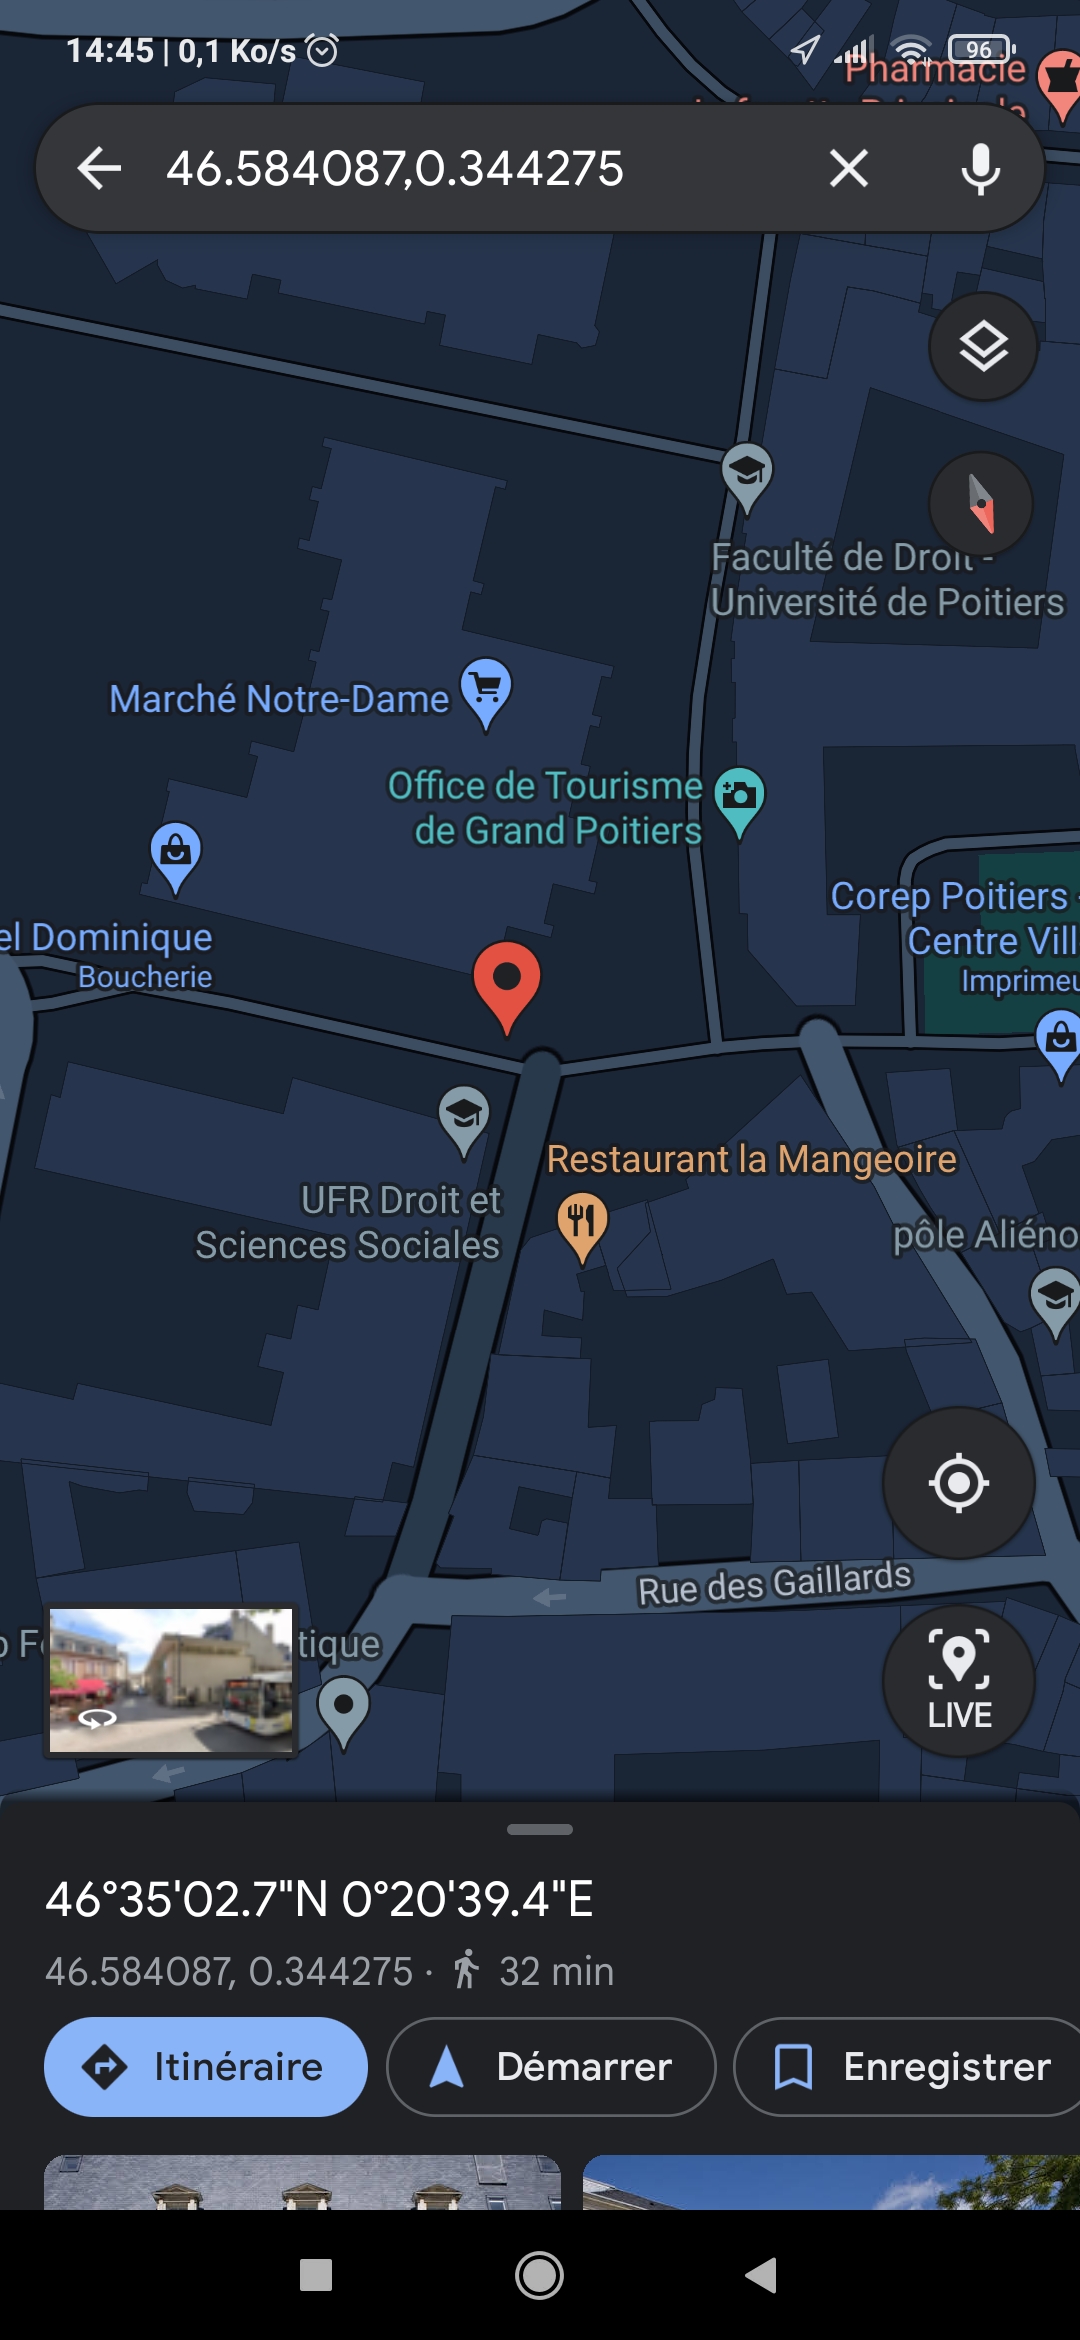 14:45 | 0,1 Ko/s
96
Pharmacie
46.584087,0.344275
Faculté de Droit -
Université de Poitiers
Marché Notre-Dame
Office de Tourisme
de Grand Poitiers
Corep Poitiers -
Centre Vill
Imprimeu
el Dominique
Boucherie
Restaurant la Mangeoire
UFR Droit et
Sciences Sociales
pôle Aliéno
Rue des Gaillards
tique
LIVE
46°35'02.7"N 0°20'39.4"E
46.584087, 0.344275 · 32 min
Itinéraire
Démarrer
Enregistrer